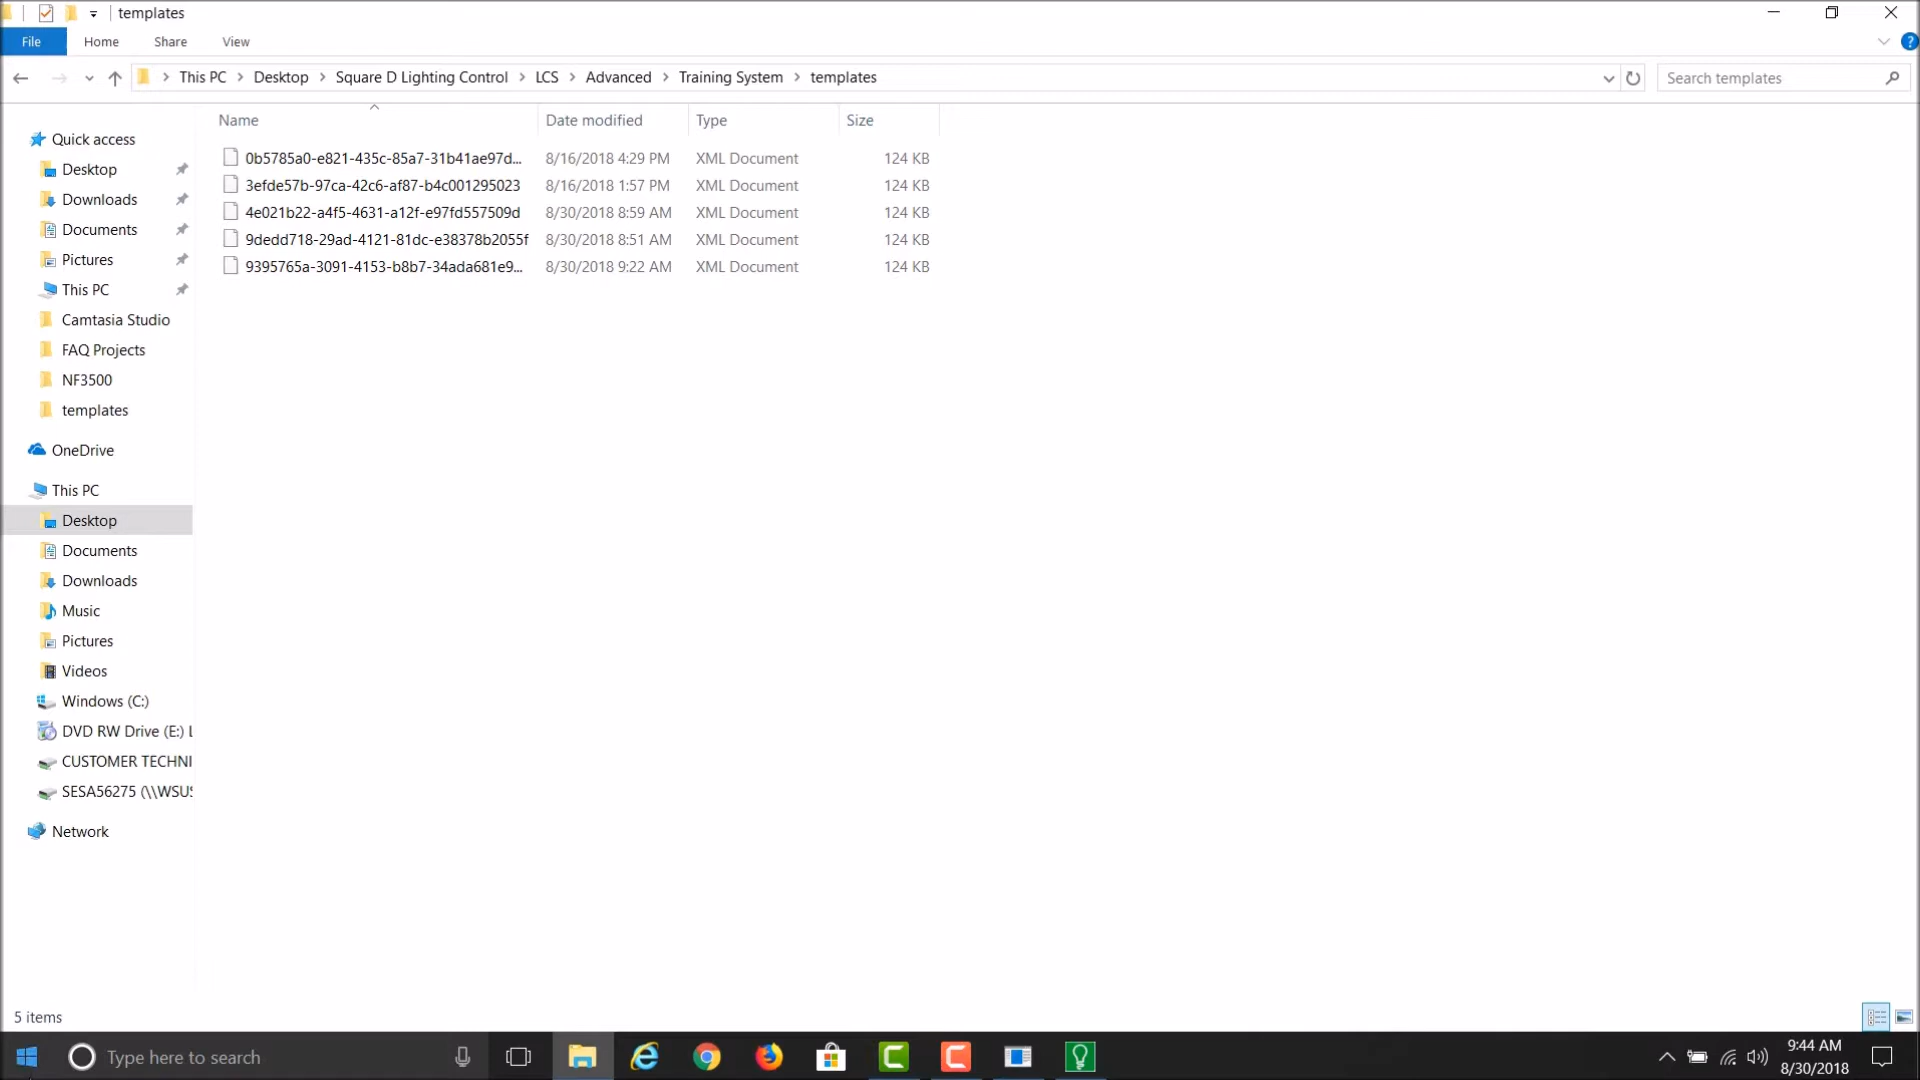 templates
File Home Share View
?
This PC Desktop Square D Lighting Control LCS Advanced Training System templates
Search templates
Name Date modified Type Size
0b5785a0-e821-435c-85a7-31b41ae97d... 8/16/2018 4:29 PM XML Document 124 KB
3efde57b-97ca-42c6-af87-b4c001295023 8/16/2018 1:57 PM XML Document 124 KB
4e021b22-a4f5-4631-a12f-e97fd557509d 8/30/2018 8:59 AM XML Document 124 KB
9dedd718-29ad-4121-81dc-e38378b2055f 8/30/2018 8:51 AM XML Document 124 KB
9395765a-3091-4153-b8b7-34ada681e9... 8/30/2018 9:22 AM XML Document 124 KB
Quick access
Desktop
Downloads
Documents
Pictures
This PC
Camtasia Studio
FAQ Projects
NF3500
templates
OneDrive
This PC
Desktop
Documents
Downloads
Music
Pictures
Videos
Windows (C:)
DVD RW Drive (E:) L
CUSTOMER TECHNI
SESA56275 (\\WSUS
Network
5 items
Type here to search
9:44 AM
8/30/2018